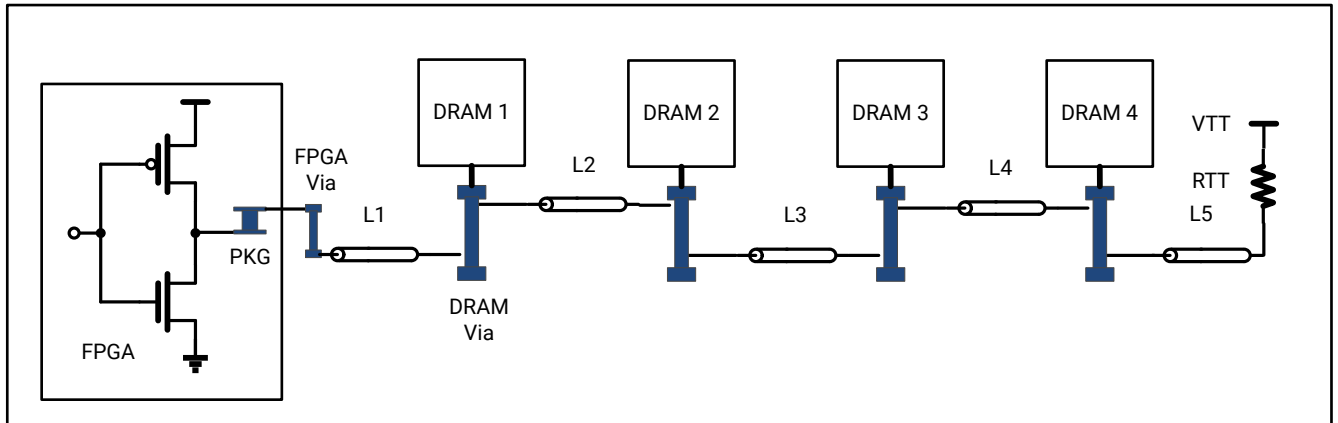 DRAM 1
DRAM 2
DRAM 3
DRAM 4
VTT
FPGA
Via
L2
L4
RTT
L1
L3
L5
PKG
DRAM
Via
FPGA